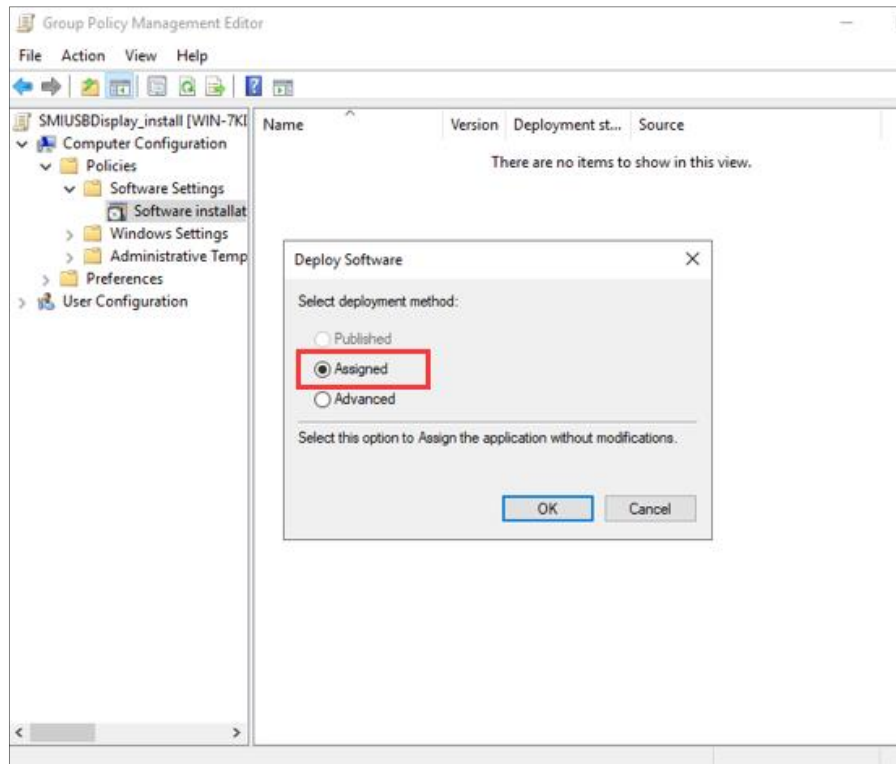 Group Policy Management Editor
File Action View Help
SMIUSBDisplay_install [WIN-7KI
Computer Configuration
Policies
Software Settings
Software installat
Windows Settings
Administrative Temp
Preferences
User Configuration
Name Version Deployment st... Source
There are no items to show in this view.
Deploy Software
Select deployment method:
Published
Assigned
Advanced
Select this option to Assign the application without modifications.
OK Cancel